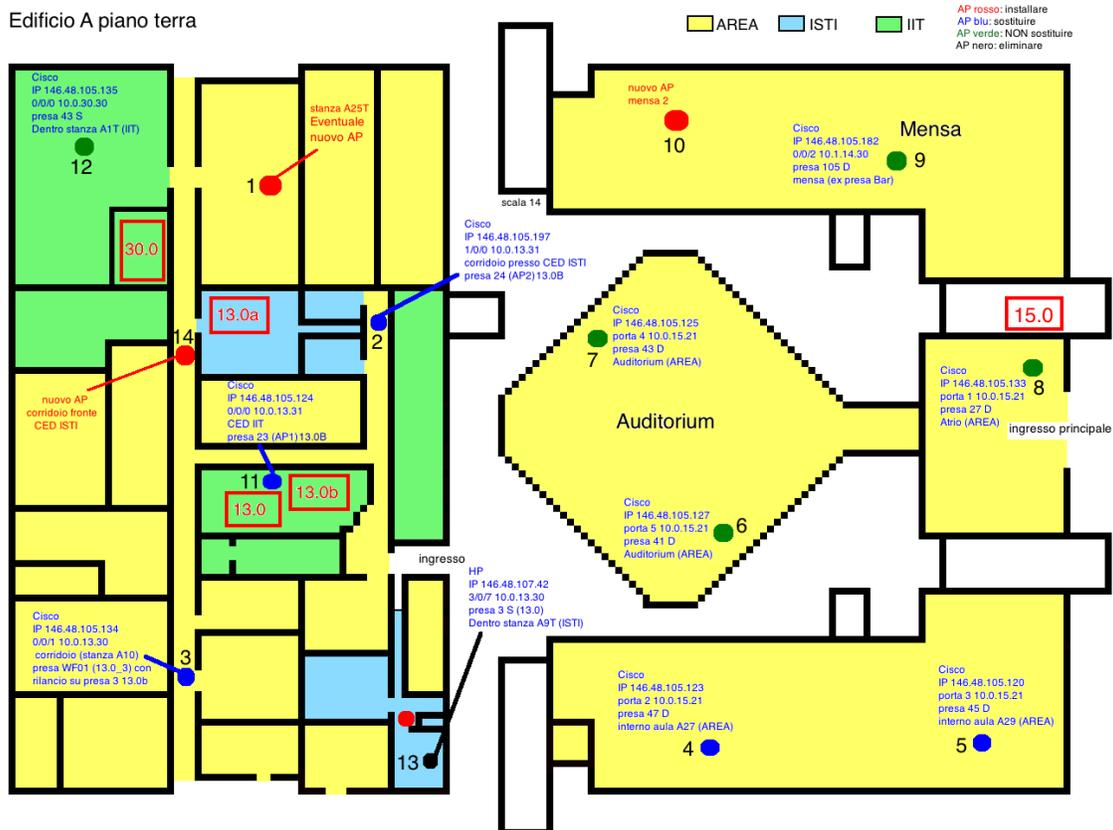 Edificio A piano terra
AREA
ISTI
IIT
AP rosso: installare
AP blu: sostituire
AP verde: NON sostituire
AP nero: eliminare
Cisco
IP 146.48.105.135
0/0/0 10.0.30.30
presa 43 S
Dentro stanza A1T (IIT)
12
30.0
stanza A25T
Eventuale
nuovo AP
1
nuovo AP
mensa 2
10
Cisco
IP 146.48.105.182
0/0/2 10.1.14.30
presa 105 D
mensa (ex presa Bar)
Mensa
9
scala 14
Cisco
IP 146.48.105.197
1/0/0 10.0.13.31
corridoio presso CED ISTI
presa 24 (AP2)13.0B
2
13.0a
14
nuovo AP
corridoio fronte
CED ISTI
Cisco
IP 146.48.105.124
0/0/0 10.0.13.31
CED IIT
presa 23 (AP1)13.0B
11
13.0
13.0b
Cisco
IP 146.48.105.125
porta 4 10.0.15.21
presa 43 D
Auditorium (AREA)
7
Auditorium
Cisco
IP 146.48.105.127
porta 5 10.0.15.21
presa 41 D
Auditorium (AREA)
6
15.0
Cisco
IP 146.48.105.133
porta 1 10.0.15.21
presa 27 D
Atrio (AREA)
8
ingresso principale
ingresso
HP
IP 146.48.107.42
3/0/7 10.0.13.30
presa 3 S (13.0)
Dentro stanza A9T (ISTI)
13
Cisco
IP 146.48.105.134
0/0/1 10.0.13.30
corridoio (stanza A10)
presa WF01 (13.0_3) con
rilancio su presa 3 13.0b
3
Cisco
IP 146.48.105.123
porta 2 10.0.15.21
presa 47 D
interno aula A27 (AREA)
4
Cisco
IP 146.48.105.120
porta 3 10.0.15.21
presa 45 D
interno aula A29 (AREA)
5